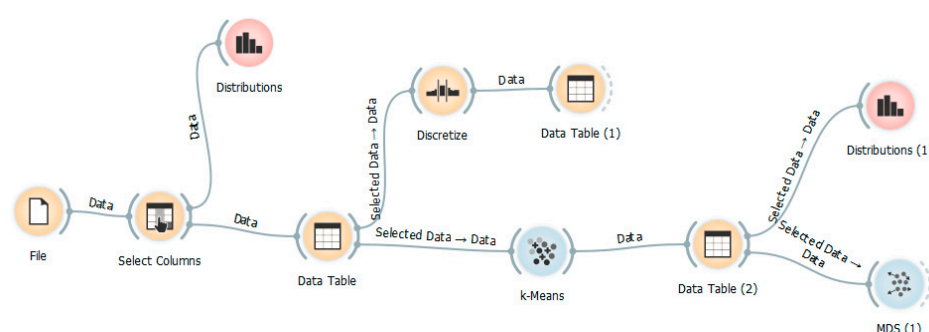 Distributions
Data
Data
Discretize
Data Table (1)
Selected Data → Data
Data
File
Select Columns
Data
Data Table
Selected Data → Data
k-Means
Data
Data Table (2)
Selected Data → Data
Distributions (1
Selected Data →
Data
MDS (1)